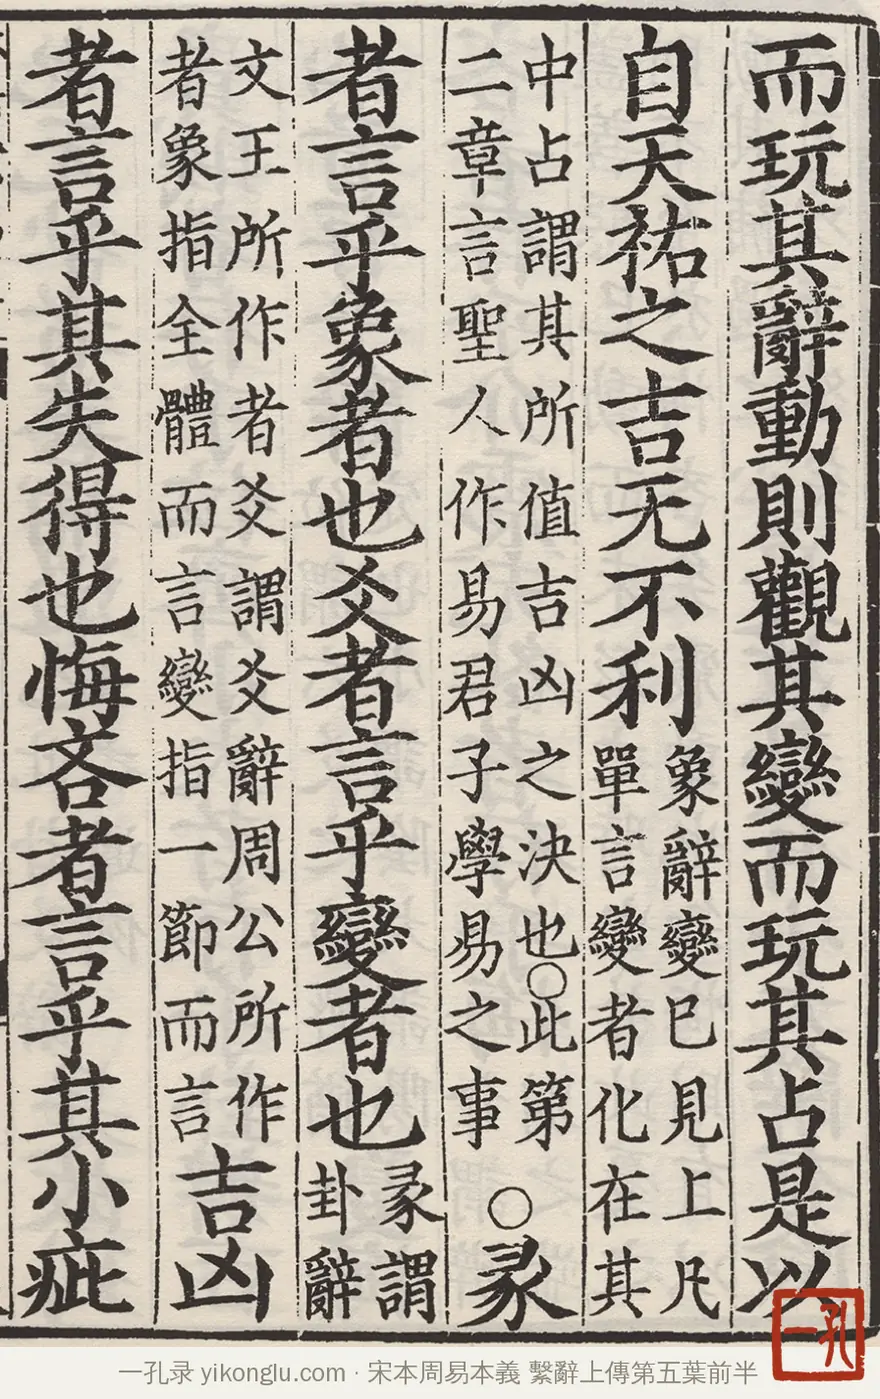 而玩其辭動則觀其變而玩其占是以
自天祐之吉无不利
象辭變巳見上凡
單言變者化在其
中占謂其所值吉凶之決也○此第
二章言聖人作易君子學易之事
○彖
者言乎象者也爻者言乎變者也
彖謂
卦辭
文王所作者爻謂爻辭周公所作
者象指全體而言變指一節而言
吉凶
者言乎其失得也悔吝者言乎其小疵
一孔
一孔录 yikonglu.com · 宋本周易本義 繫辭上傳第五葉前半